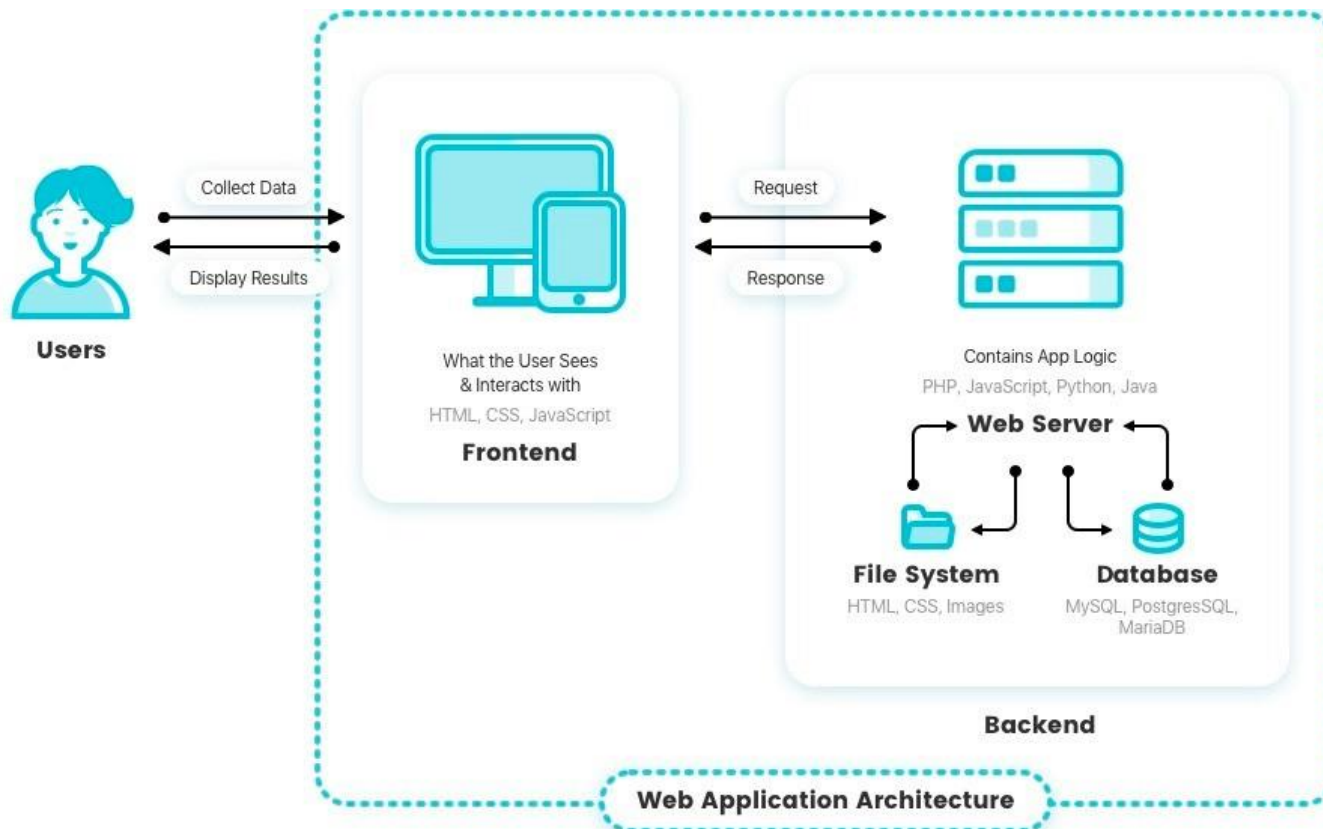 Collect Data
Display Results
Users
What the User Sees
& Interacts with
HTML, CSS, JavaScript
Frontend
Request
Response
Contains App Logic
PHP, JavaScript, Python, Java
Web Server
File System
HTML, CSS, Images
Database
MySQL, PostgresSQL,
MariaDB
Backend
Web Application Architecture